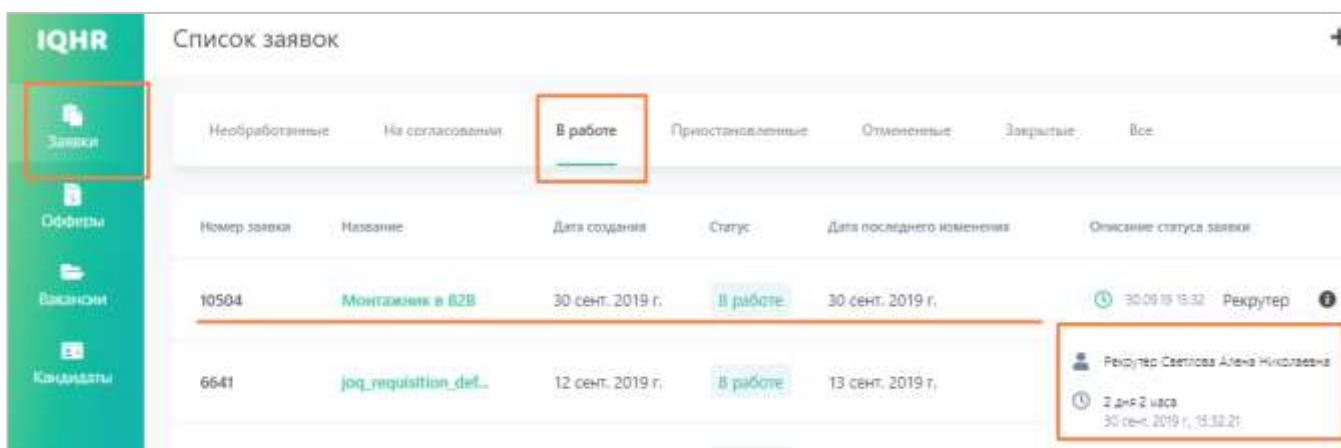 IQHR
Список заявок
Заявки
Офферы
Вакансии
Кандидаты
Необработанные На согласовании В работе Приостановленные Отмененные Закрытые Все
Номер заявки Название Дата создания Статус Дата последнего изменения Описание статуса заявки
10504 Монтажник в B2B 30 сент. 2019 г. В работе 30 сент. 2019 г. 30.09.19 15:32 Рекрутер
6641 joq_requisition_def... 12 сент. 2019 г. В работе 13 сент. 2019 г.
Рекрутер Светлова Алена Николаевна
2 дня 2 часа
30 сент. 2019 г., 15:32:21